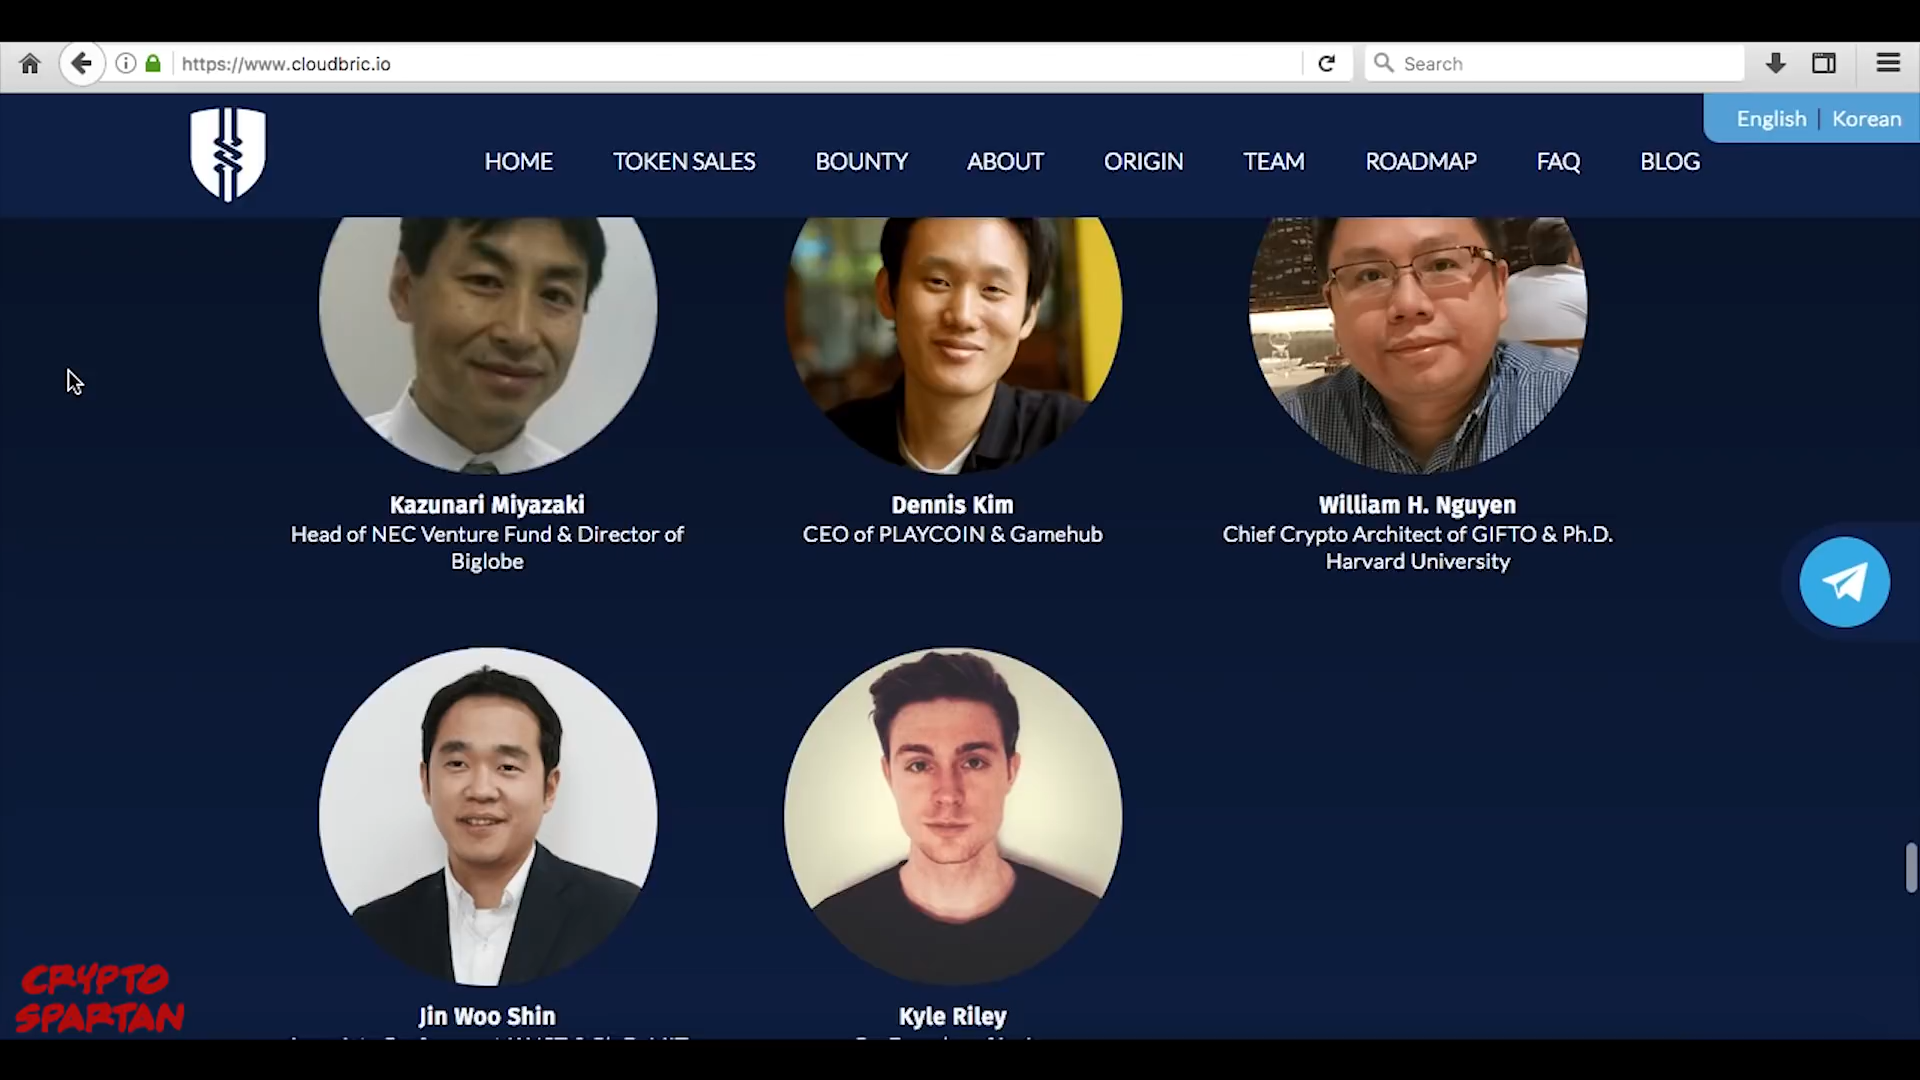 https://www.cloudbric.io
Search
English | Korean
HOME TOKEN SALES BOUNTY ABOUT ORIGIN TEAM ROADMAP FAQ BLOG
Kazunari Miyazaki
Head of NEC Venture Fund & Director of
Biglobe
Dennis Kim
CEO of PLAYCOIN & Gamehub
William H. Nguyen
Chief Crypto Architect of GIFTO & Ph.D.
Harvard University
Jin Woo Shin
Kyle Riley
CRYPTO
SPARTAN